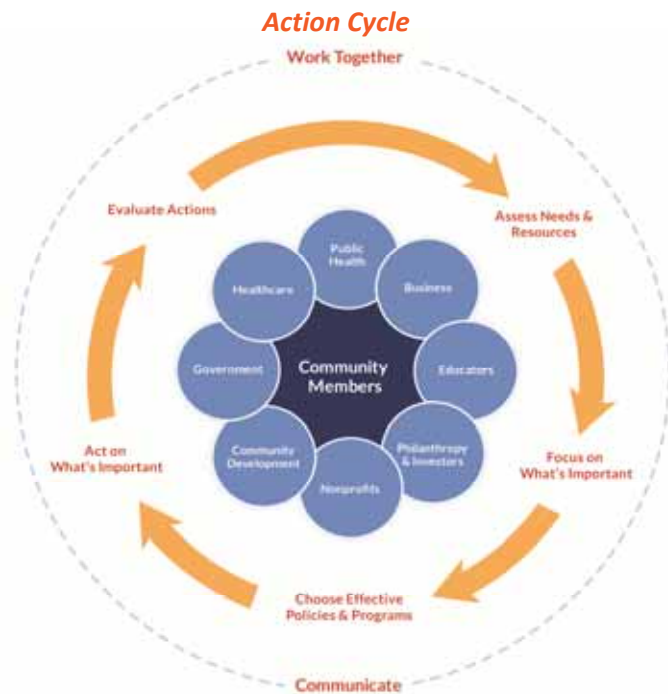 Action Cycle
Work Together
Evaluate Actions
Assess Needs &
Resources
Public
Health
Healthcare
Business
Government
Community
Members
Educators
Community
Development
Philanthropy
& Investors
Nonprofits
Act on
What's Important
Focus on
What's Important
Choose Effective
Policies & Programs
Communicate